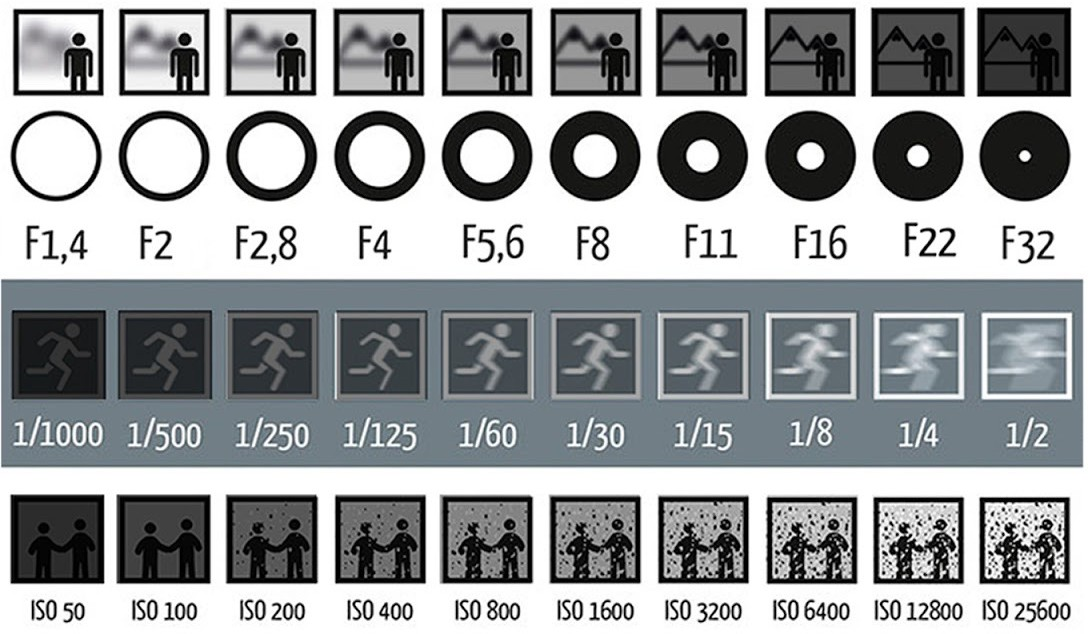 F1,4 F2 F2,8 F4 F5,6 F8 F11 F16 F22 F32
1/1000 1/500 1/250 1/125 1/60 1/30 1/15 1/8 1/4 1/2
ISO 50 ISO 100 ISO 200 ISO 400 ISO 800 ISO 1600 ISO 3200 ISO 6400 ISO 12800 ISO 25600